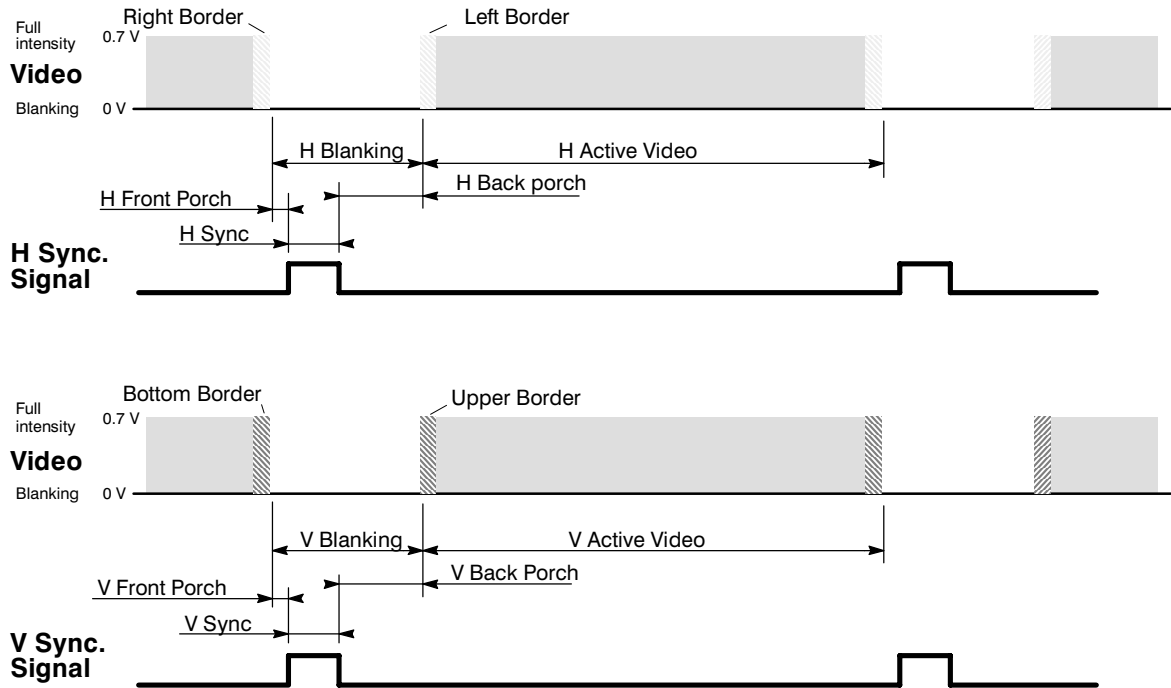 Right Border
Left Border
Full
intensity
0.7 V
Video
Blanking
0 V
H Blanking
H Active Video
H Back porch
H Front Porch
H Sync
H Sync.
Signal
Bottom Border
Upper Border
Full
intensity
0.7 V
Video
Blanking
0 V
V Blanking
V Active Video
V Back Porch
V Front Porch
V Sync
V Sync.
Signal